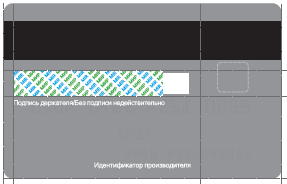 Подпись держателя/Без подписи недействительно
Идентификатор производителя